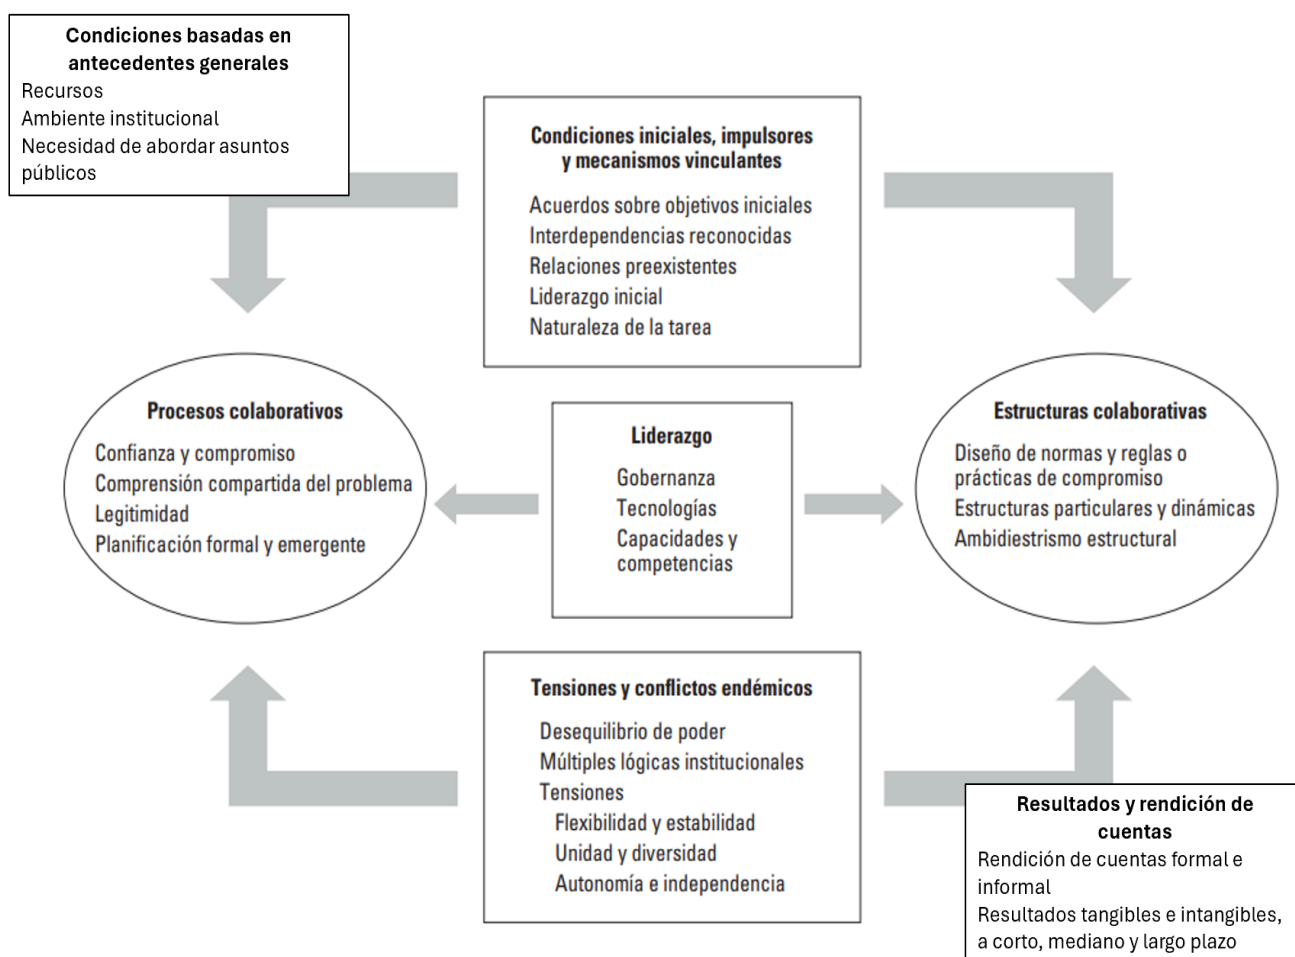 Condiciones basadas en
antecedentes generales
Recursos
Ambiente institucional
Necesidad de abordar asuntos
públicos
Condiciones iniciales, impulsores
y mecanismos vinculantes
Acuerdos sobre objetivos iniciales
Interdependencias reconocidas
Relaciones preexistentes
Liderazgo inicial
Naturaleza de la tarea
Procesos colaborativos
Confianza y compromiso
Comprensión compartida del problema
Legitimidad
Planificación formal y emergente
Liderazgo
Gobernanza
Tecnologías
Capacidades y
competencias
Estructuras colaborativas
Diseño de normas y reglas o
prácticas de compromiso
Estructuras particulares y dinámicas
Ambidiestrismo estructural
Tensiones y conflictos endémicos
Desequilibrio de poder
Múltiples lógicas institucionales
Tensiones
Flexibilidad y estabilidad
Unidad y diversidad
Autonomía e independencia
Resultados y rendición de
cuentas
Rendición de cuentas formal e
informal
Resultados tangibles e intangibles,
a corto, mediano y largo plazo